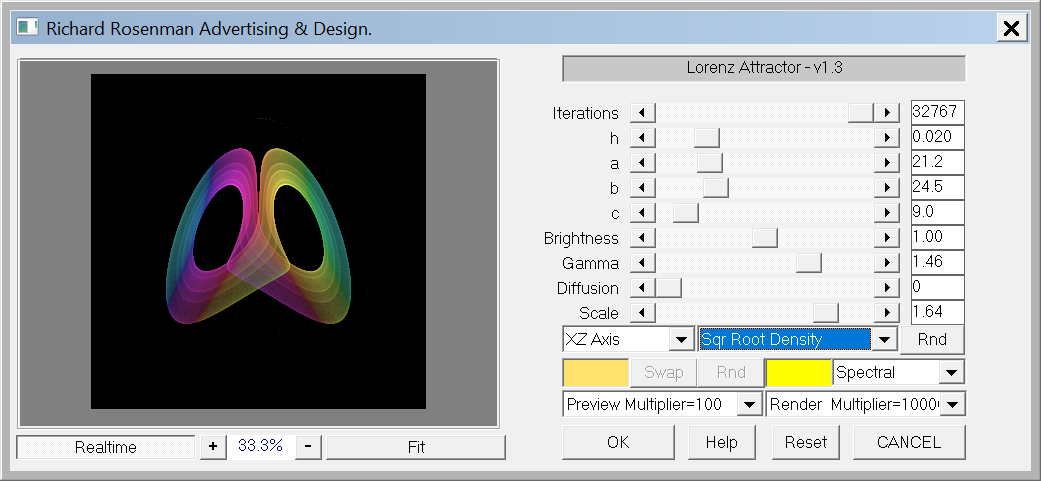 Richard Rosenman Advertising & Design.
Lorenz Attractor - v1.3
Iterations 32767
h 0.020
a 21.2
b 24.5
c 9.0
Brightness 1.00
Gamma 1.46
Diffusion 0
Scale 1.64
XZ Axis Sqr Root Density Rnd
Swap Rnd Spectral
Preview Multiplier=100 Render Multiplier=1000
OK Help Reset CANCEL
Realtime + 33.3% - Fit